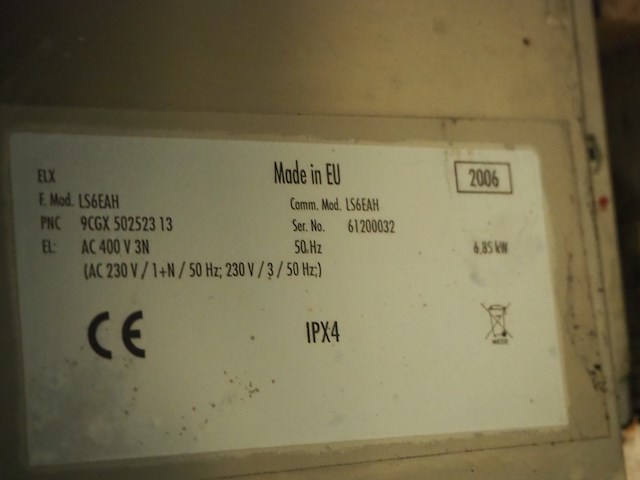 ELX Made in EU 2006
F. Mod. LS6EAH Comm. Mod. LS6EAH
PNC 9CGX 502523 13 Ser. No. 61200032
EL: AC 400 V 3N 50 Hz 6,85 kW
(AC 230 V / 1+N / 50 Hz; 230 V / 3 / 50 Hz;)
CE IPX4